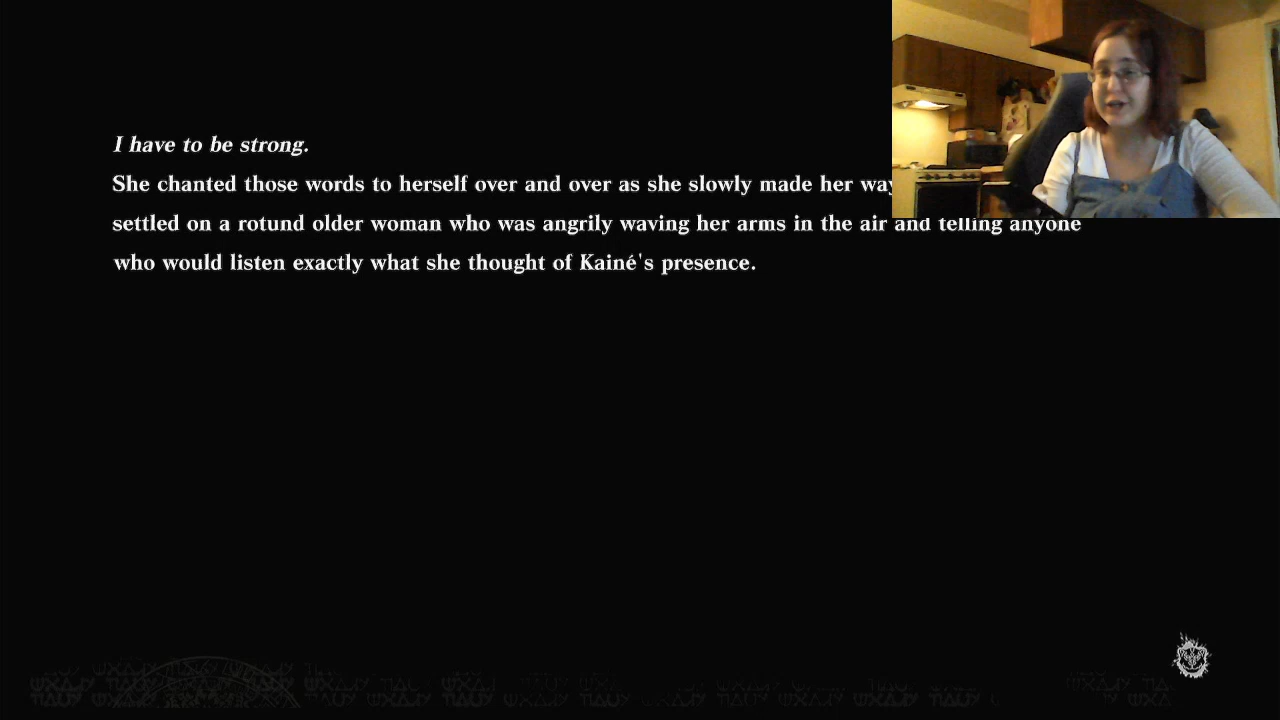 I have to be strong.
She chanted those words to herself over and over as she slowly made her way
settled on a rotund older woman who was angrily waving her arms in the air and telling anyone
who would listen exactly what she thought of Kainé's presence.